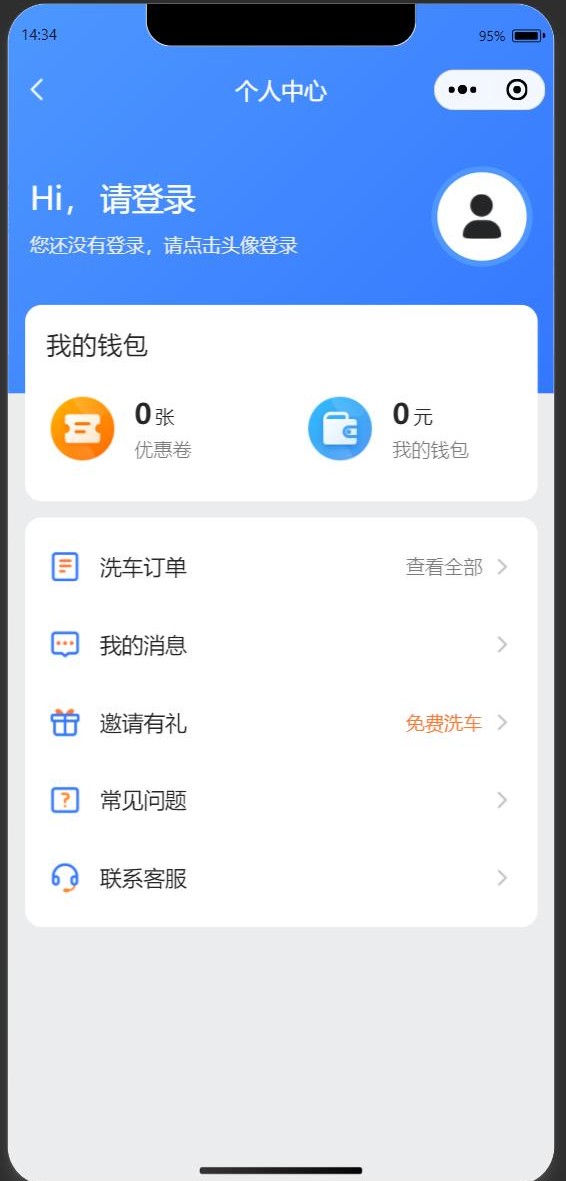 14:34
95%
个人中心
Hi，请登录
您还没有登录，请点击头像登录
我的钱包
0张
优惠卷
0元
我的钱包
洗车订单 查看全部
我的消息
邀请有礼 免费洗车
常见问题
联系客服